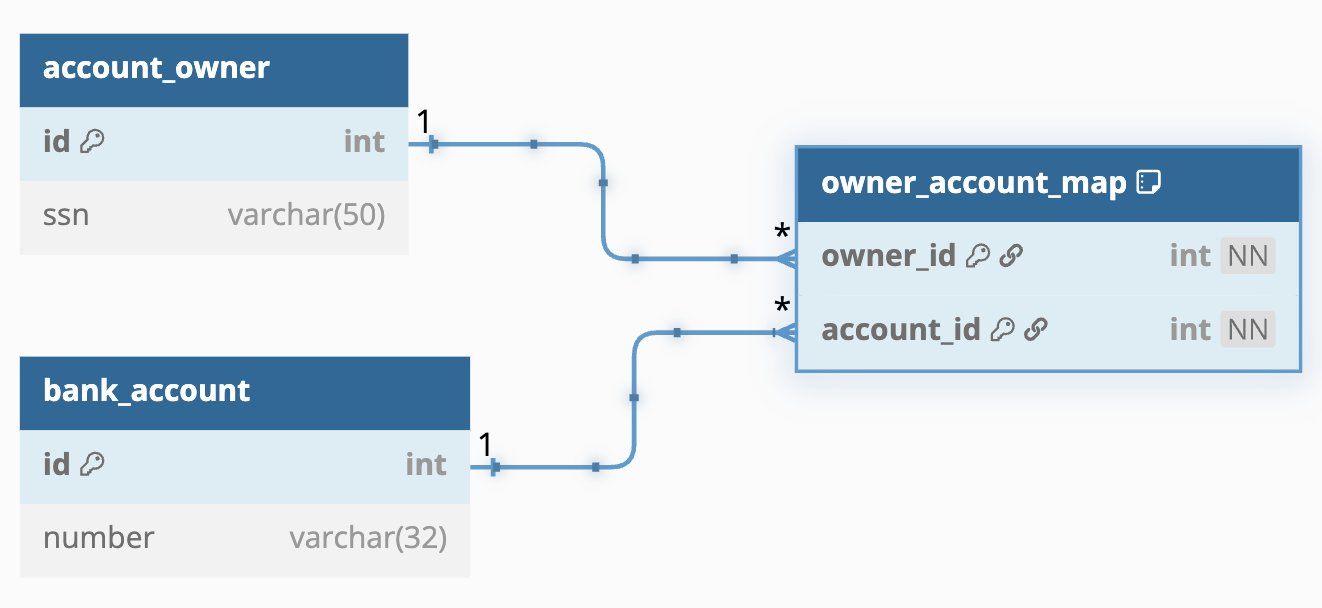 account_owner
id int
ssn varchar(50)
1
*
owner_account_map
owner_id int NN
*
account_id int NN
bank_account
id int
number varchar(32)
1